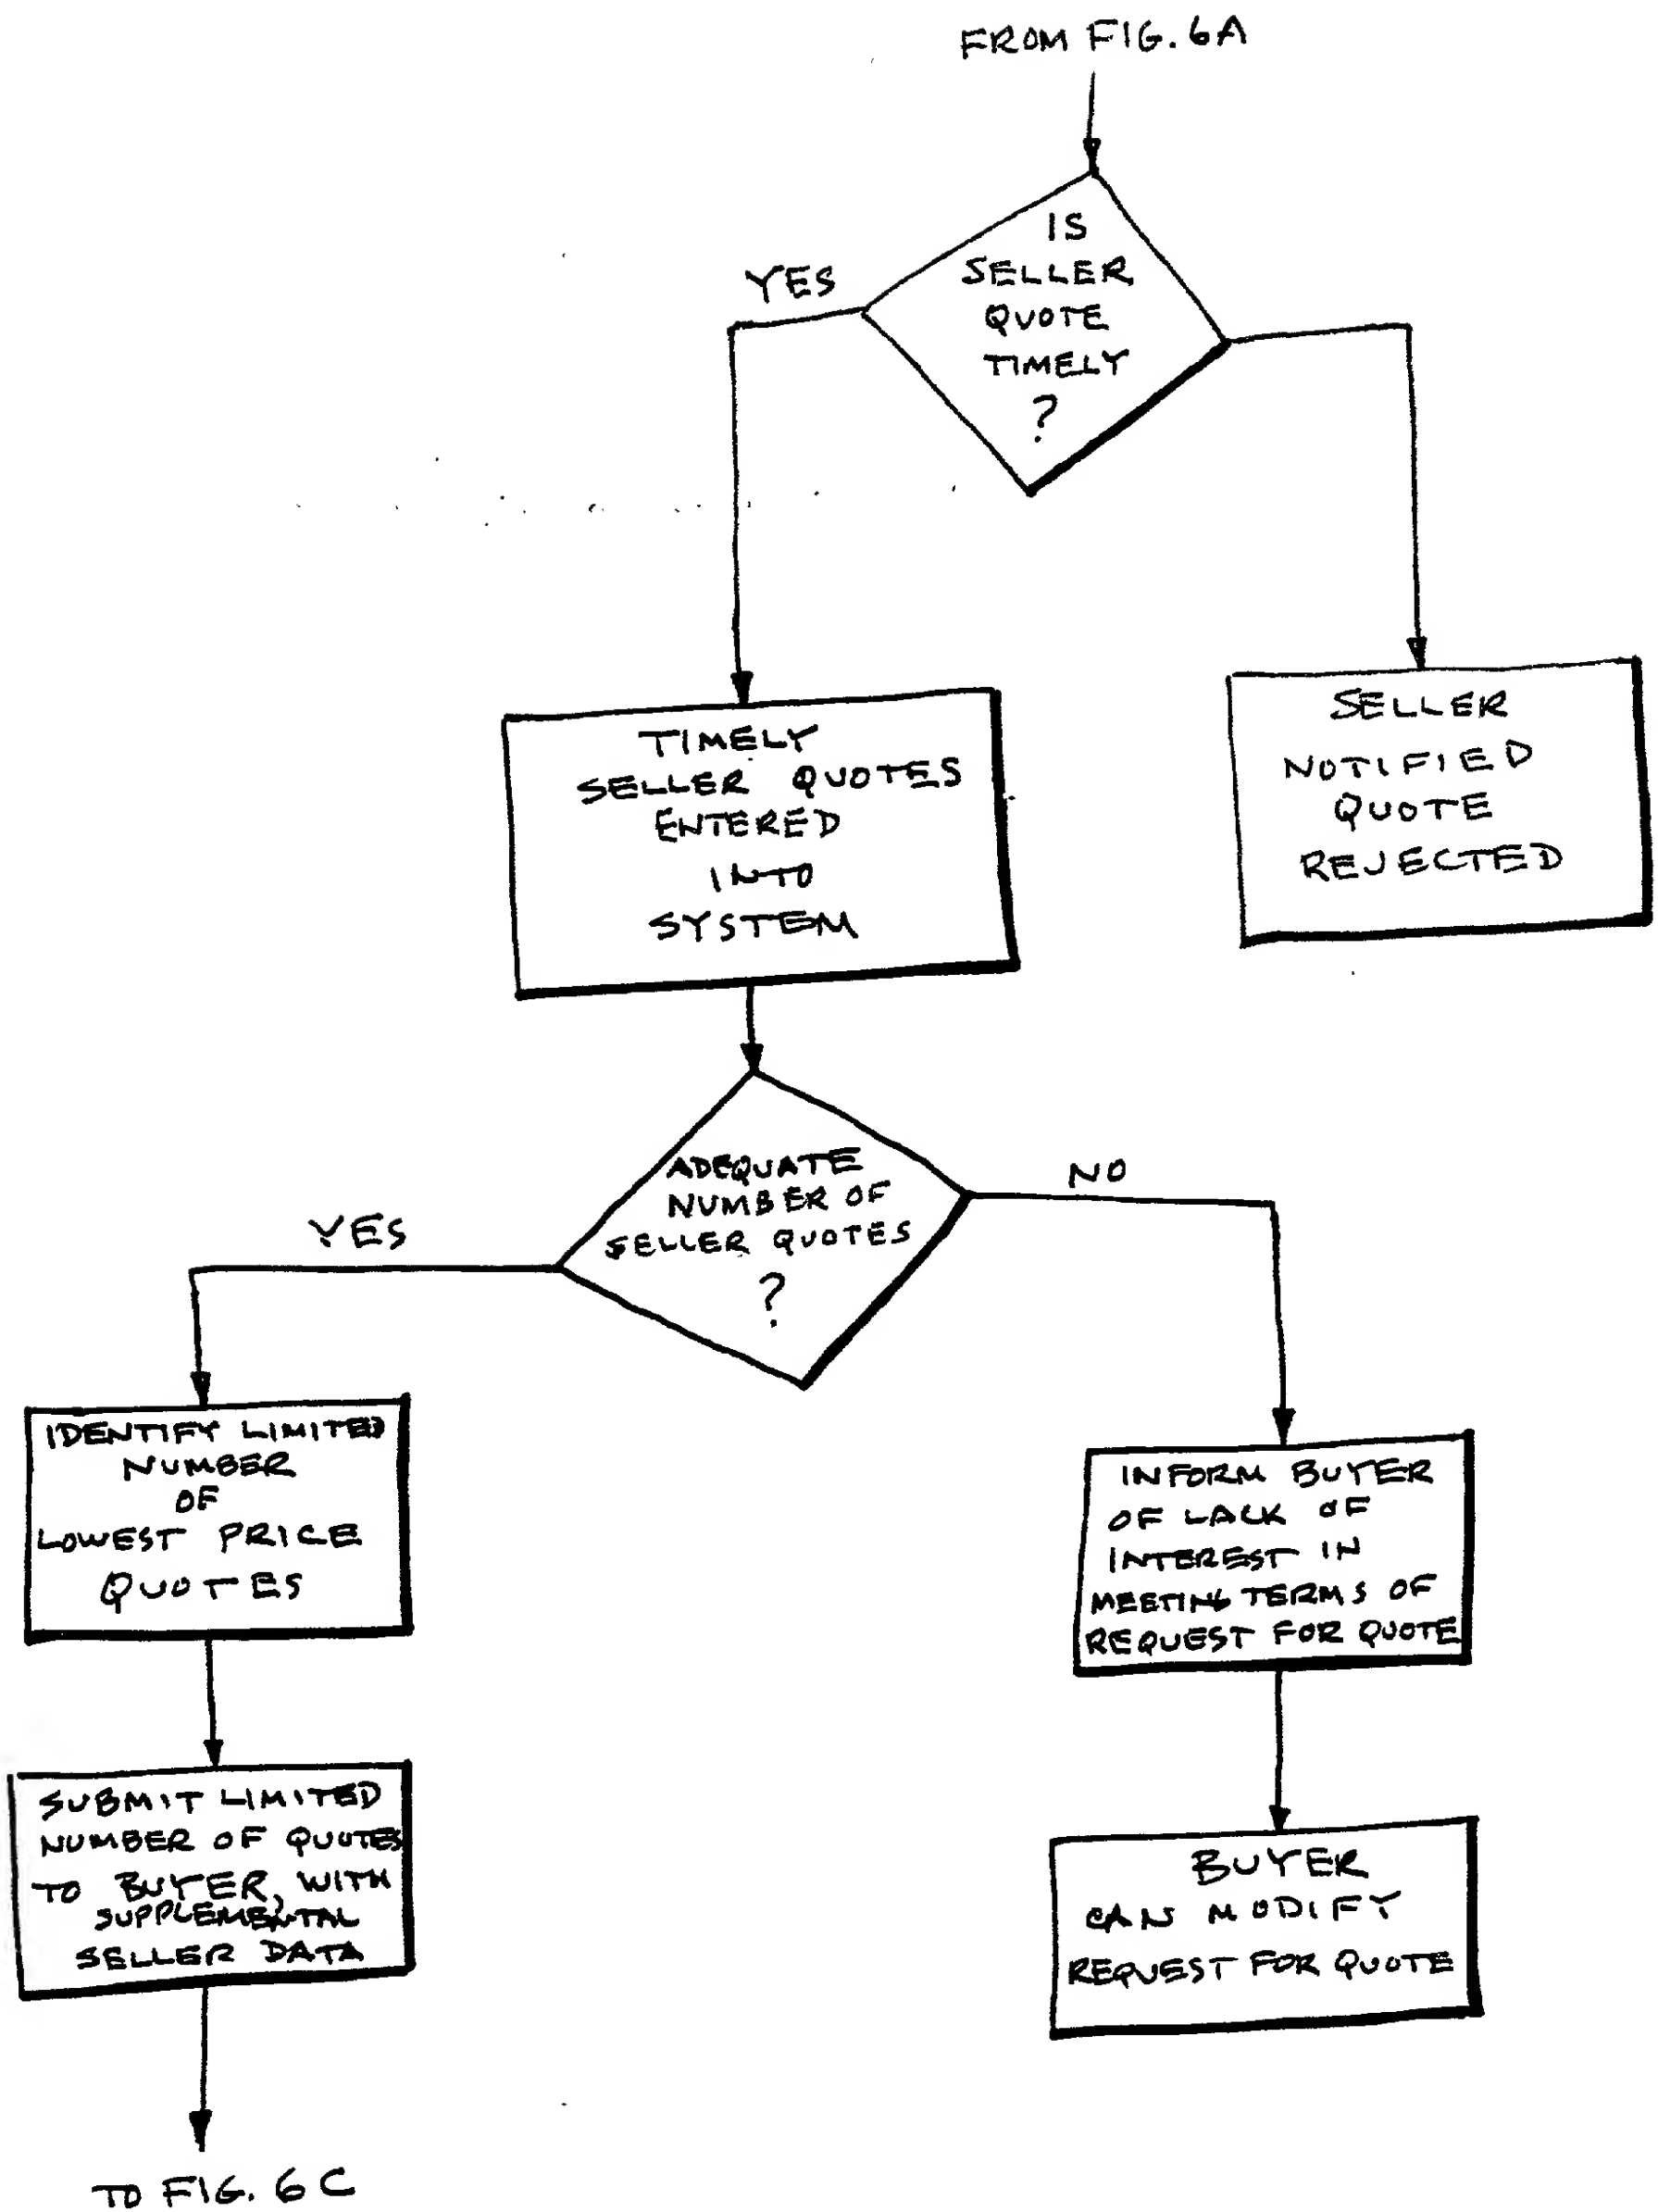 FROM FIG. 6A
IS
SELLER
QUOTE
TIMELY
?
YES
TIMELY
SELLER QUOTES
ENTERED
INTO
SYSTEM
SELLER
NOTIFIED
QUOTE
REJECTED
ADEQUATE
NUMBER OF
SELLER QUOTES
?
YES
NO
IDENTIFY LIMITED
NUMBER
OF
LOWEST PRICE
QUOTES
INFORM BUYER
OF LACK OF
INTEREST IN
MEETING TERMS OF
REQUEST FOR QUOTE
SUBMIT LIMITED
NUMBER OF QUOTES
TO BUYER, WITH
SUPPLEMENTAL
SELLER DATA
BUYER
CAN MODIFY
REQUEST FOR QUOTE
TO FIG. 6C